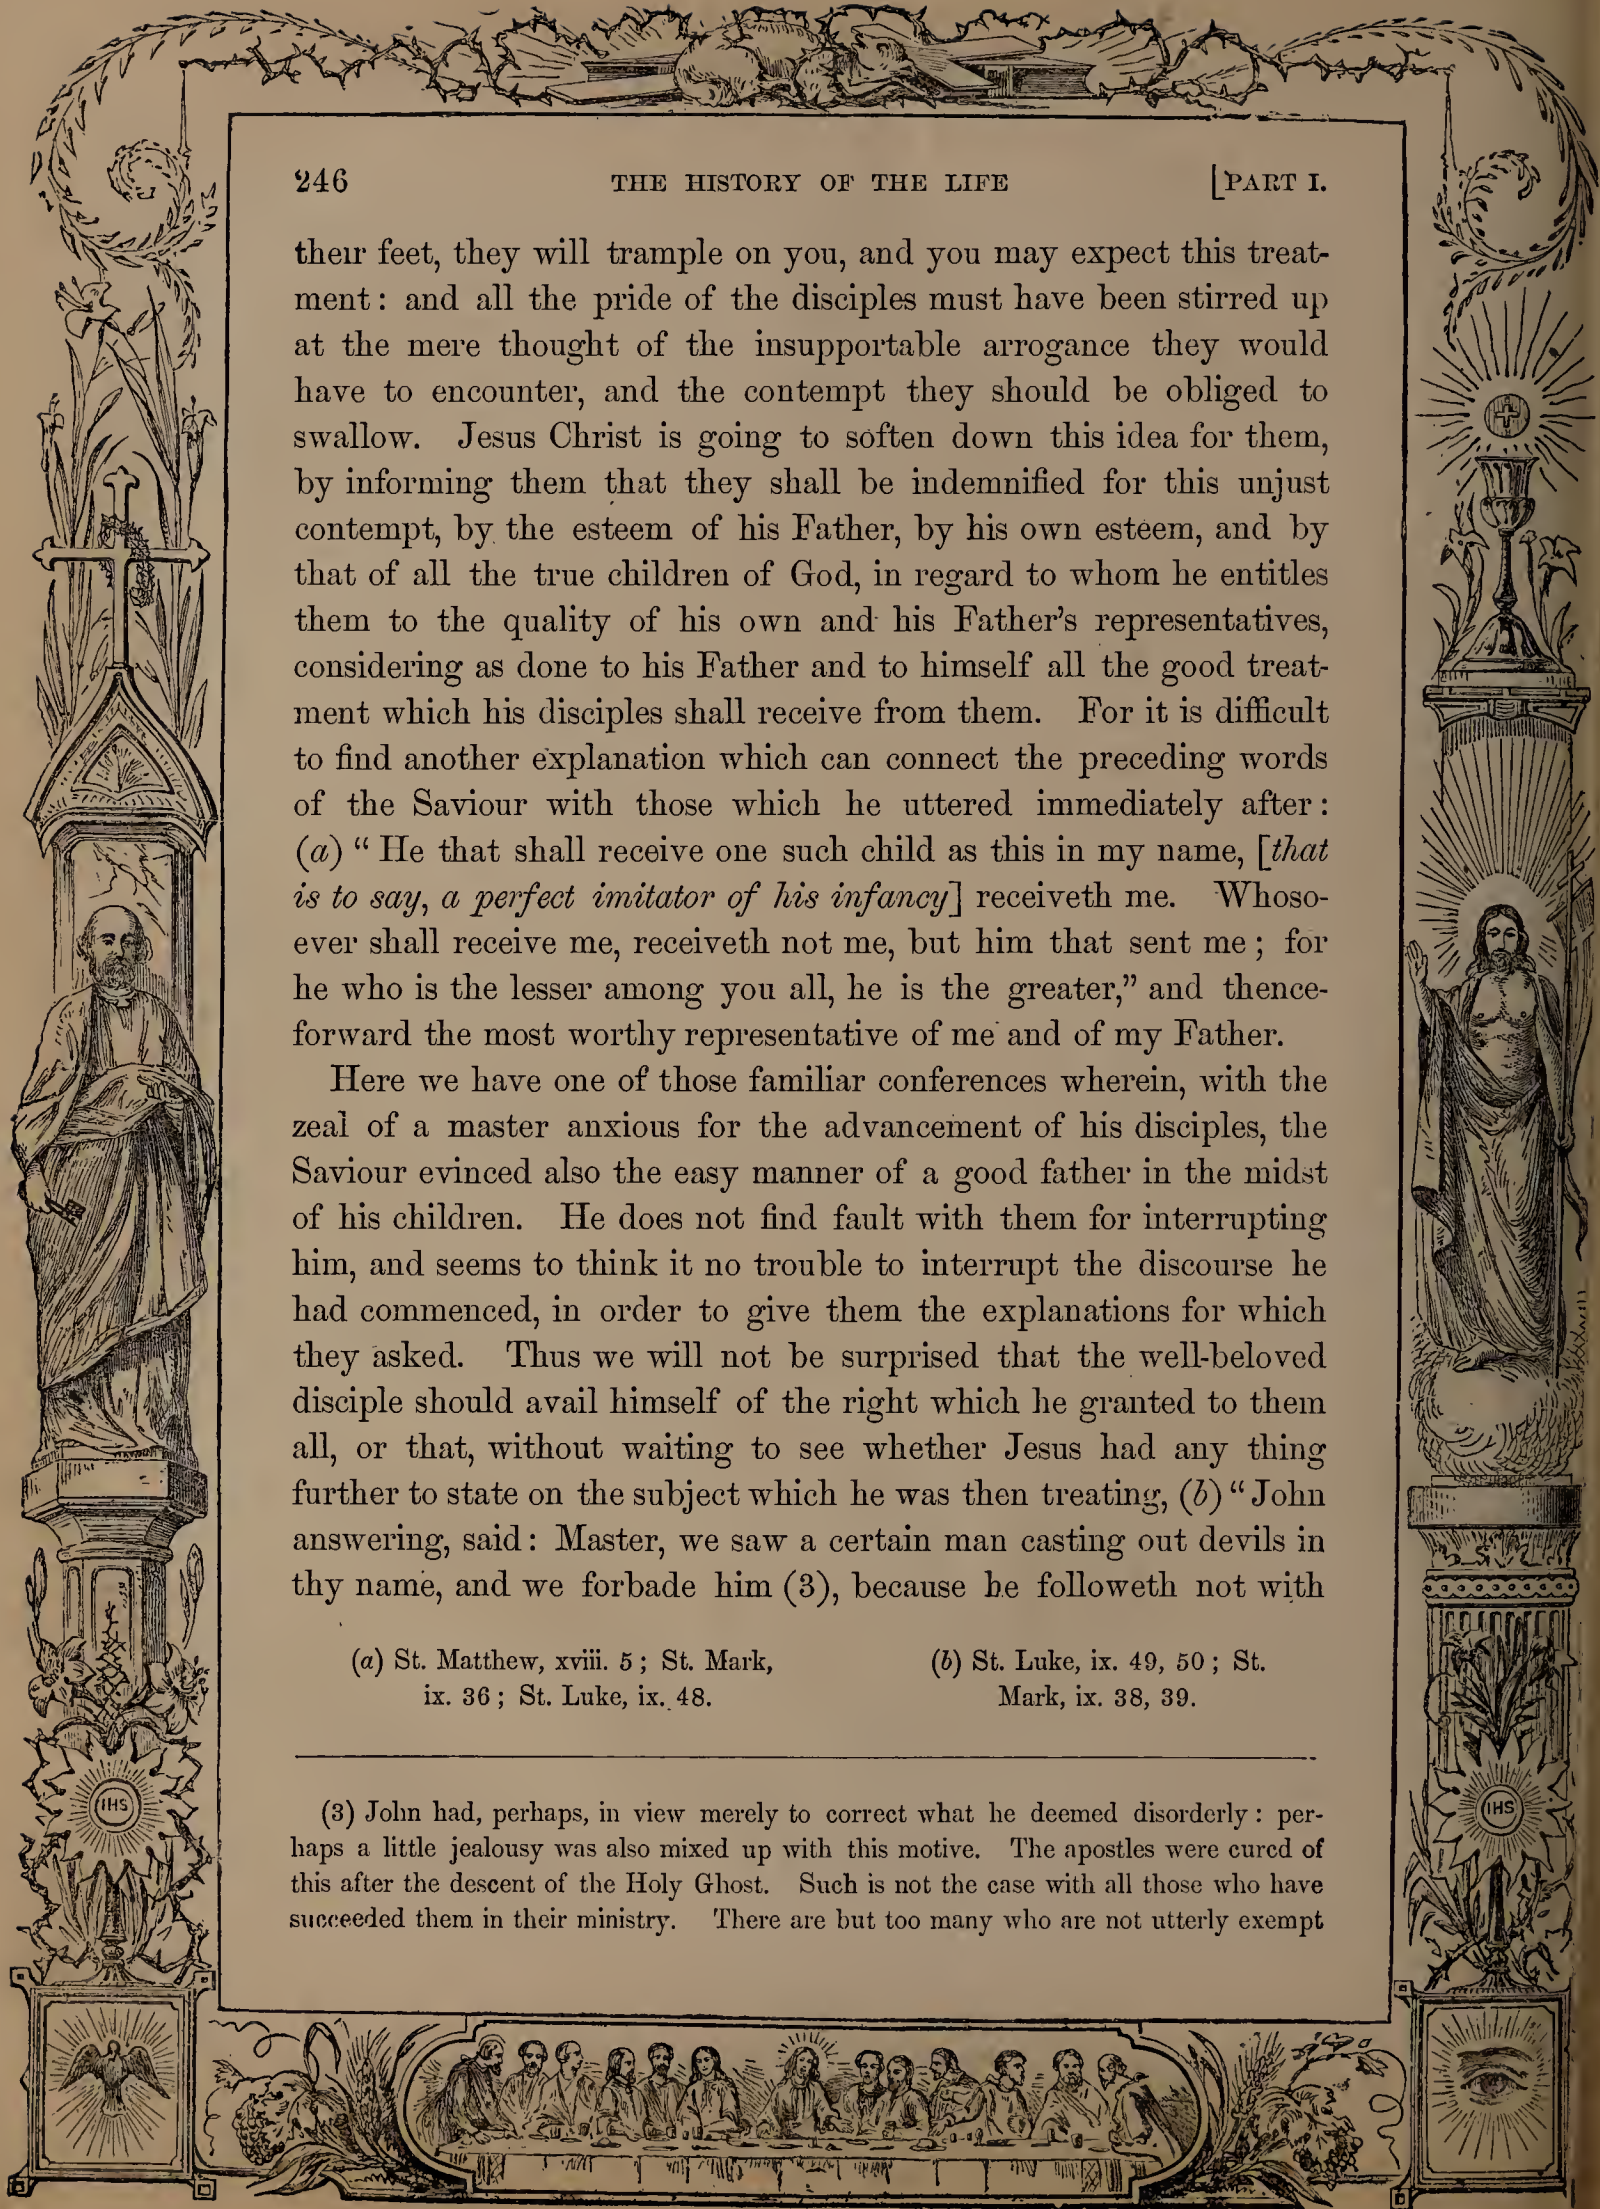 246 THE HISTORY OF THE LIFE [PART I.
their feet, they will trample on you, and you may expect this treat-
ment: and all the pride of the disciples must have been stirred up
at the mere thought of the insupportable arrogance they would
have to encounter, and the contempt they should be obliged to
swallow. Jesus Christ is going to soften down this idea for them,
by informing them that they shall be indemnified for this unjust
contempt, by the esteem of his Father, by his own esteem, and by
that of all the true children of God, in regard to whom he entitles
them to the quality of his own and his Father's representatives,
considering as done to his Father and to himself all the good treat-
ment which his disciples shall receive from them. For it is difficult
to find another explanation which can connect the preceding words
of the Saviour with those which he uttered immediately after:
(a) “He that shall receive one such child as this in my name, [that
is to say, a perfect imitator of his infancy] receiveth me. Whoso-
ever shall receive me, receiveth not me, but him that sent me; for
he who is the lesser among you all, he is the greater,” and thence-
forward the most worthy representative of me and of my Father.
Here we have one of those familiar conferences wherein, with the
zeal of a master anxious for the advancement of his disciples, the
Saviour evinced also the easy manner of a good father in the midst
of his children. He does not find fault with them for interrupting
him, and seems to think it no trouble to interrupt the discourse he
had commenced, in order to give them the explanations for which
they asked. Thus we will not be surprised that the well-beloved
disciple should avail himself of the right which he granted to them
all, or that, without waiting to see whether Jesus had any thing
further to state on the subject which he was then treating, (b) “John
answering, said: Master, we saw a certain man casting out devils in
thy name, and we forbade him (3), because he followeth not with
(a) St. Matthew, xviii. 5; St. Mark,
ix. 36; St. Luke, ix. 48.
(b) St. Luke, ix. 49, 50; St.
Mark, ix. 38, 39.
(3) John had, perhaps, in view merely to correct what he deemed disorderly: per-
haps a little jealousy was also mixed up with this motive. The apostles were cured of
this after the descent of the Holy Ghost. Such is not the case with all those who have
succeeded them in their ministry. There are but too many who are not utterly exempt
IHS
IHS